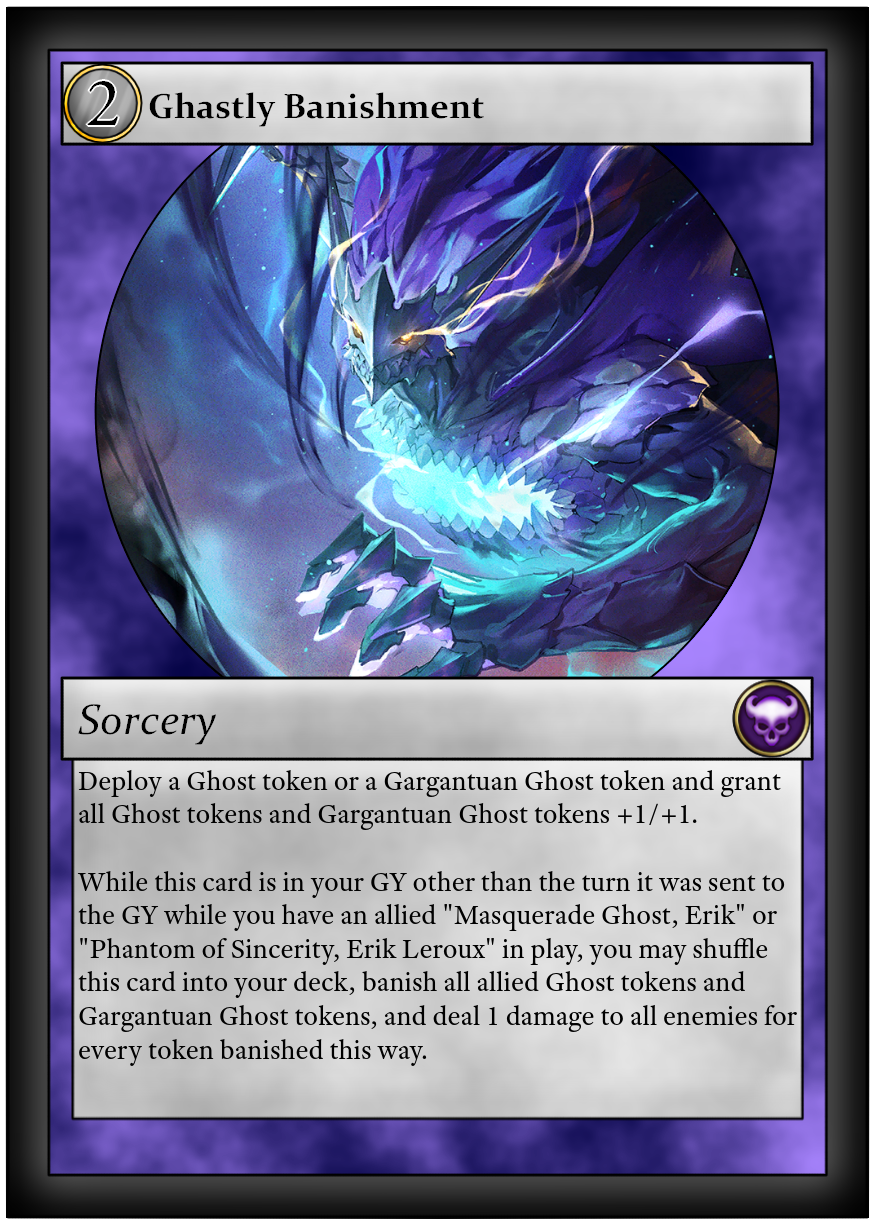 2 Ghastly Banishment
Sorcery
Deploy a Ghost token or a Gargantuan Ghost token and grant
all Ghost tokens and Gargantuan Ghost tokens +1/+1.
While this card is in your GY other than the turn it was sent to
the GY while you have an allied "Masquerade Ghost, Erik" or
"Phantom of Sincerity, Erik Leroux" in play, you may shuffle
this card into your deck, banish all allied Ghost tokens and
Gargantuan Ghost tokens, and deal 1 damage to all enemies for
every token banished this way.